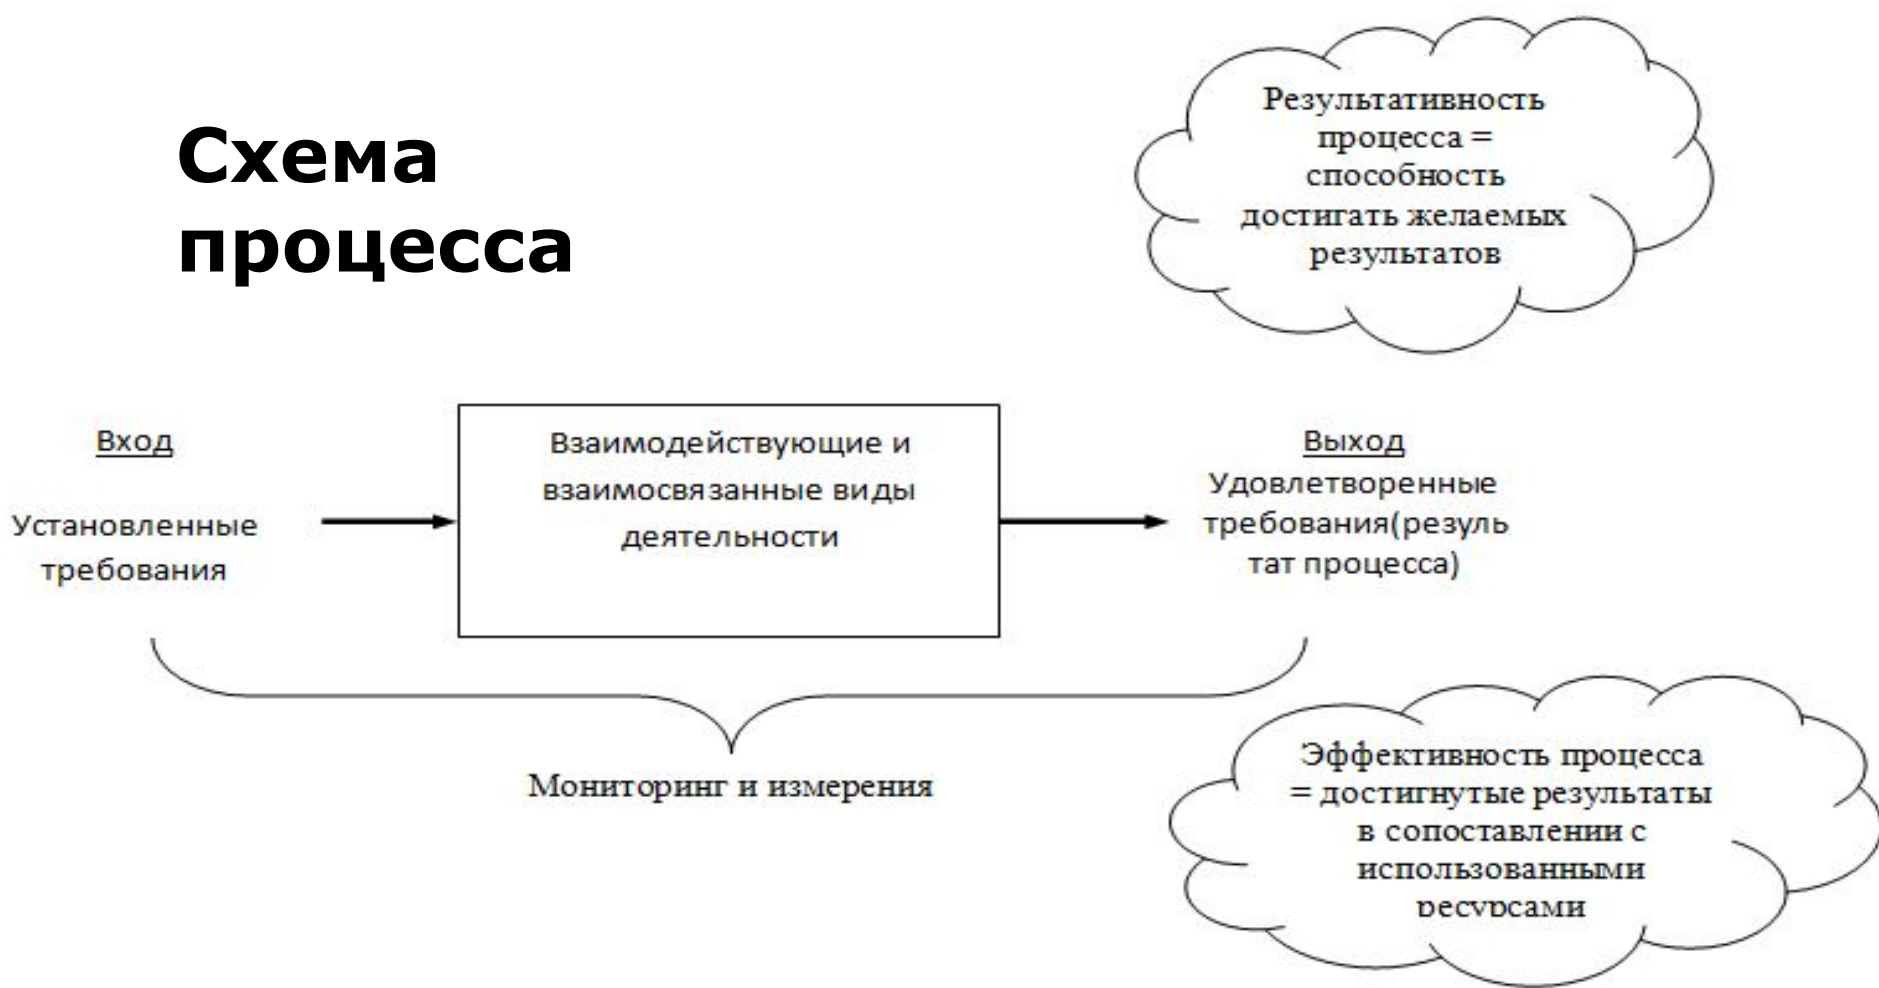 Схема
процесса
Результативность
процесса =
способность
достигать желаемых
результатов
Вход
Установленные
требования
Взаимодействующие и
взаимосвязанные виды
деятельности
Выход
Удовлетворенные
требования(резуль
тат процесса)
Мониторинг и измерения
Эффективность процесса
= достигнутые результаты
в сопоставлении с
использованными
ресурсами